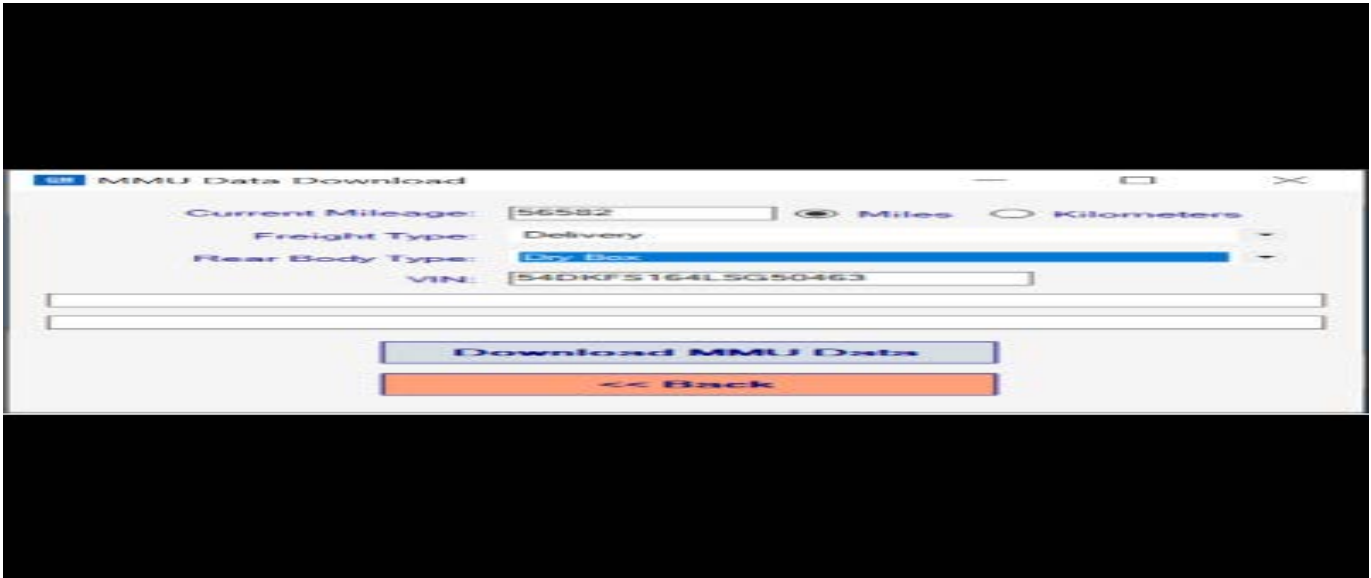 GM MMU Data Download
Current Mileage: 56582 Miles Kilometers
Freight Type: Delivery
Rear Body Type: Dry Box
VIN: 54DKFS164LSG50463
Download MMU Data
<< Back